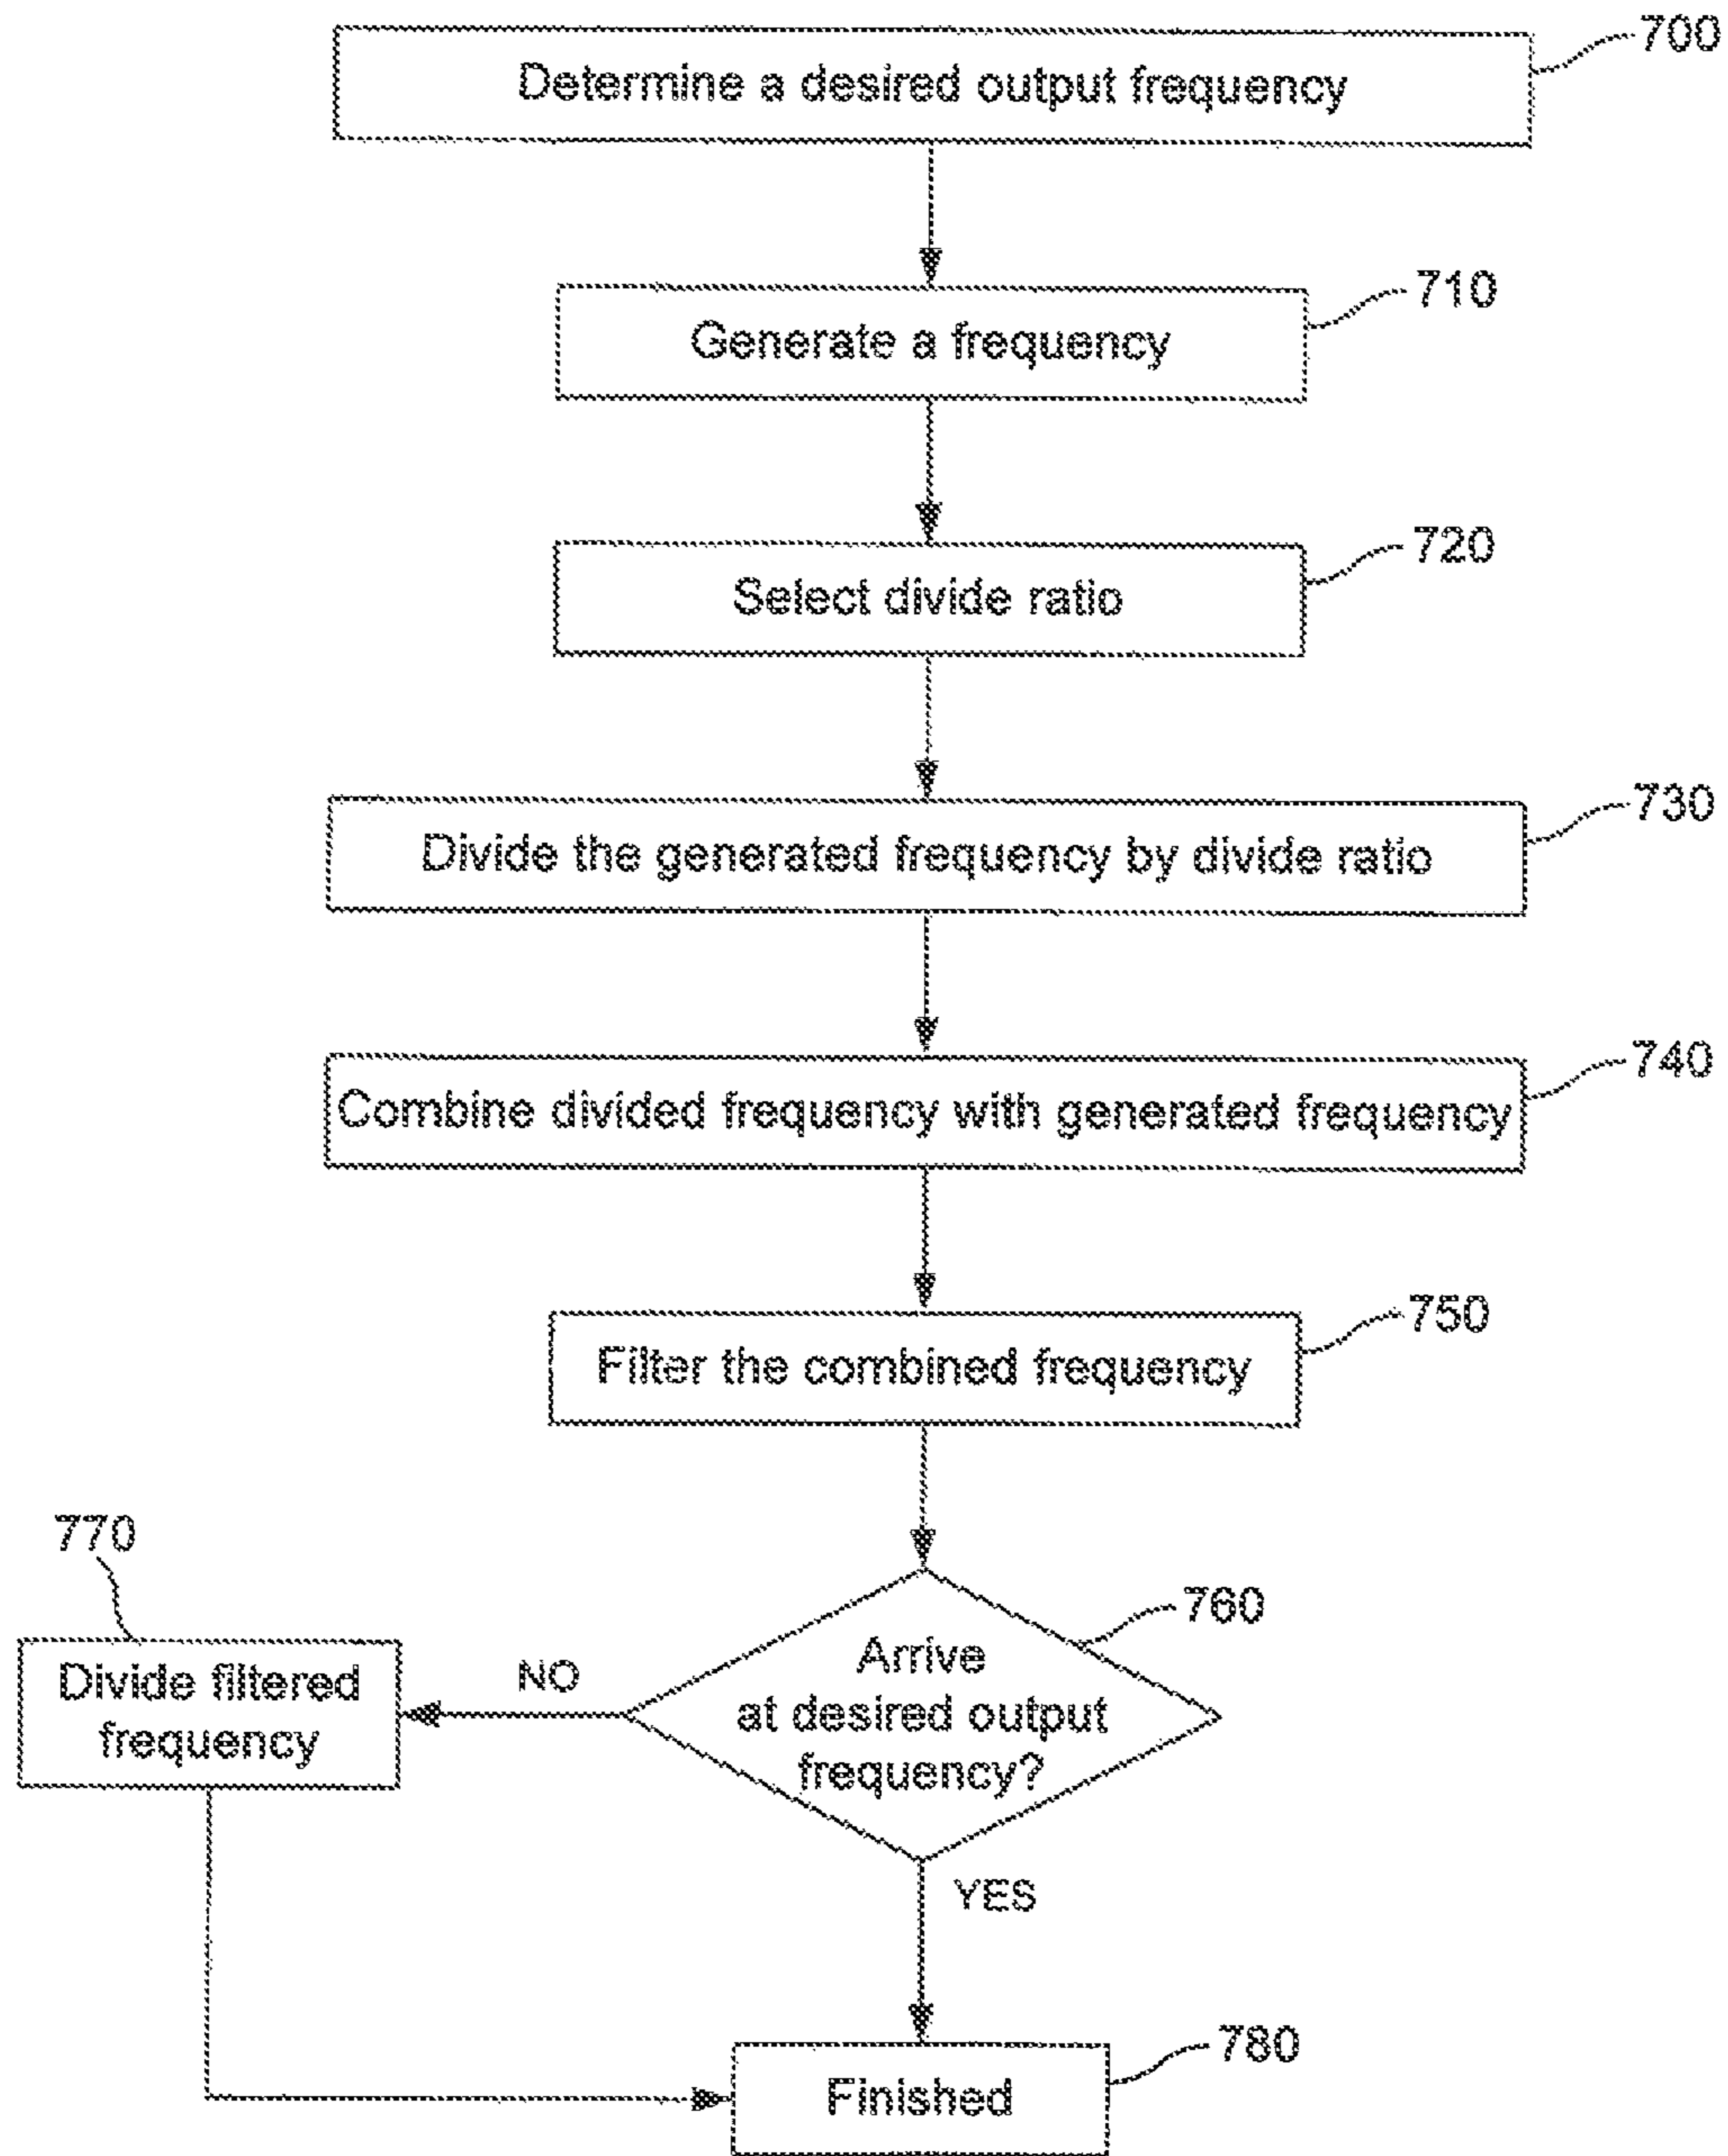 700
Determine a desired output frequency
710
Generate a frequency
720
Select divide ratio
730
Divide the generated frequency by divide ratio
740
Combine divided frequency with generated frequency
750
Filter the combined frequency
760
Arrive
at desired output
frequency?
NO
770
Divide filtered
frequency
YES
780
Finished